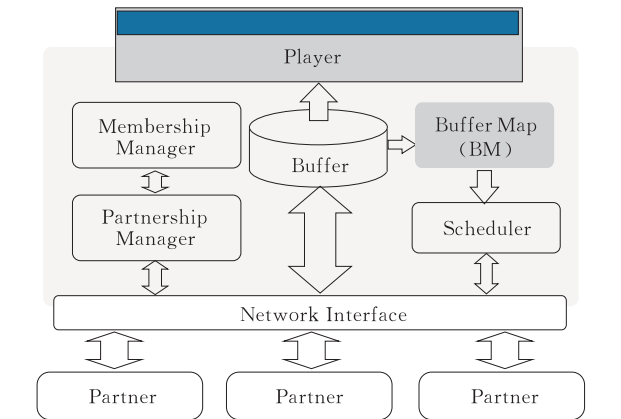 Player
Membership
Manager
Buffer
Buffer Map
(BM)
Partnership
Manager
Scheduler
Network Interface
Partner
Partner
Partner